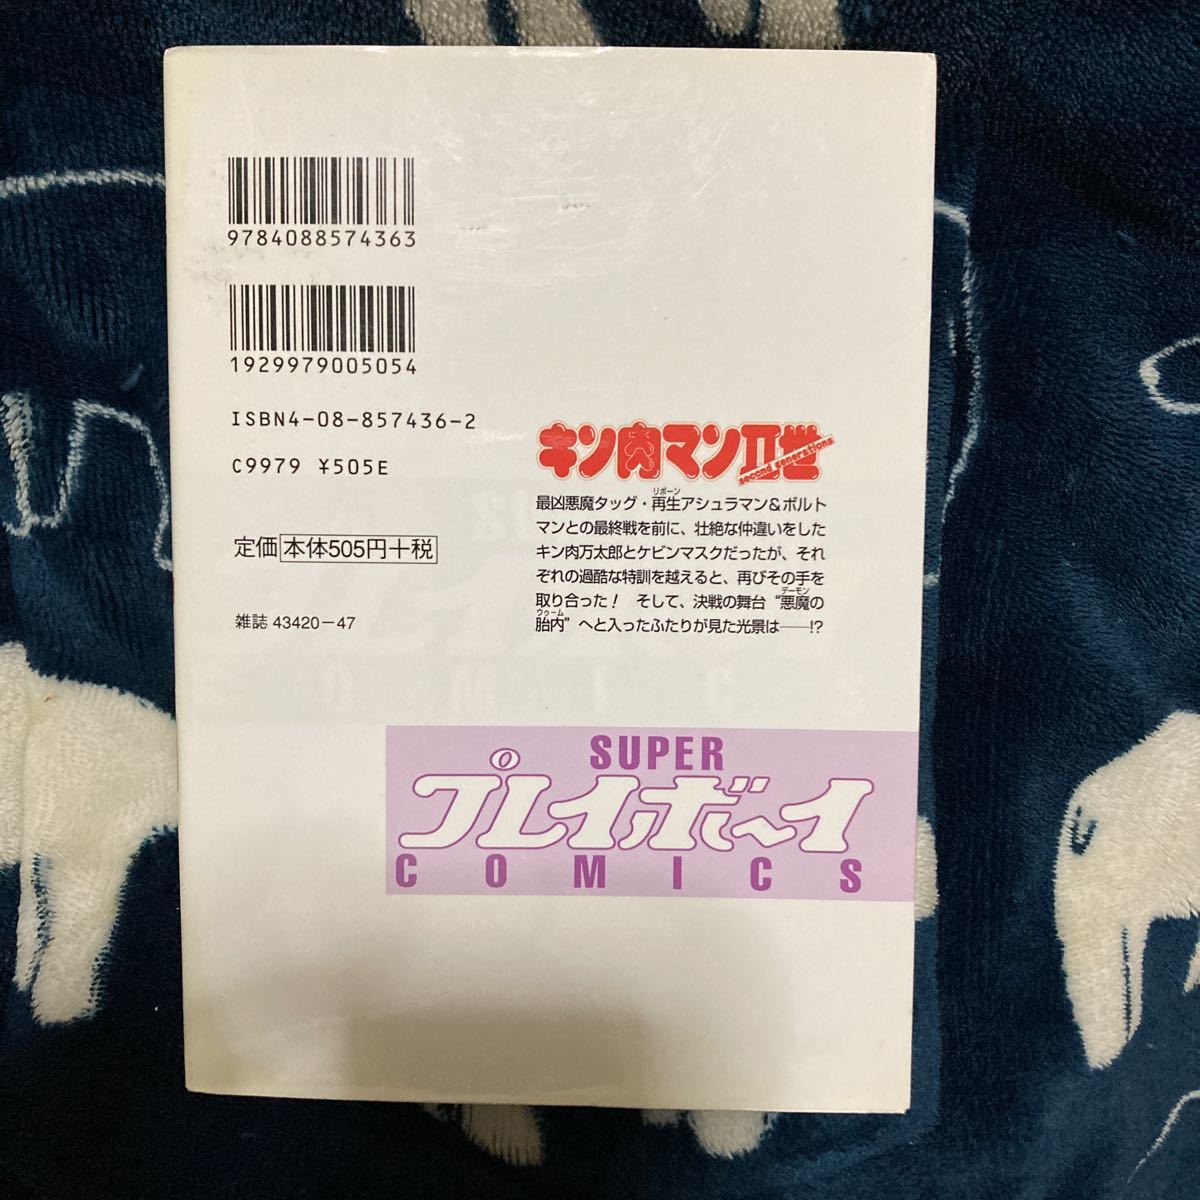 9784088574363
1929979005054
ISBN4-08-857436-2
C9979 ¥505E
定価 本体505円+税
雑誌 43420-47
キン肉マンII世
second generations
最凶悪魔タッグ・再生アシュラマン&ボルト
リボーン
マンとの最終戦を前に、壮絶な仲違いをした
キン肉万太郎とケビンマスクだったが、それ
ぞれの過酷な特訓を越えると、再びその手を
取り合った! そして、決戦の舞台“悪魔の
デーモン
胎内”へと入ったふたりが見た光景は──!?
ウゥーム
SUPER
プレイボーイ
COMICS